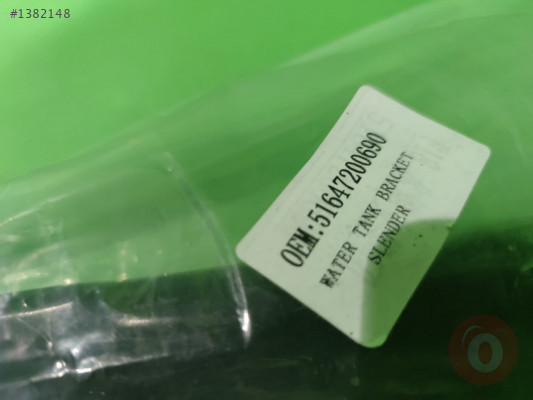 #1382148
OEM:51647200690
WATER TANK BRACKET
SLENDER